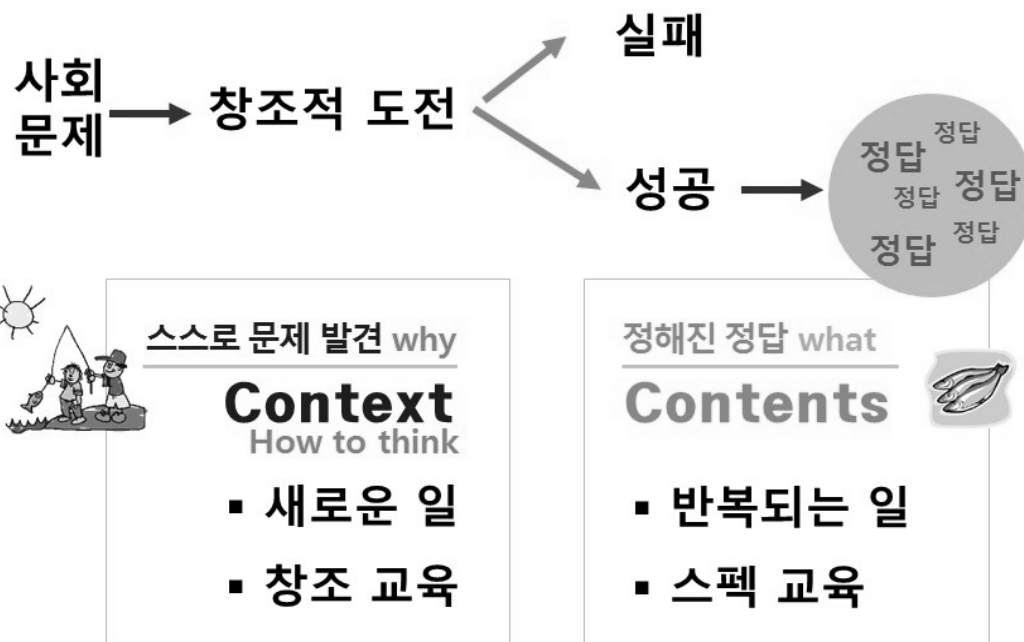 사회
문제
창조적 도전
실패
성공
정답
정답
정답
정답
정답
정답
스스로 문제 발견 why
Context
How to think
▪ 새로운 일
▪ 창조 교육
정해진 정답 what
Contents
▪ 반복되는 일
▪ 스펙 교육